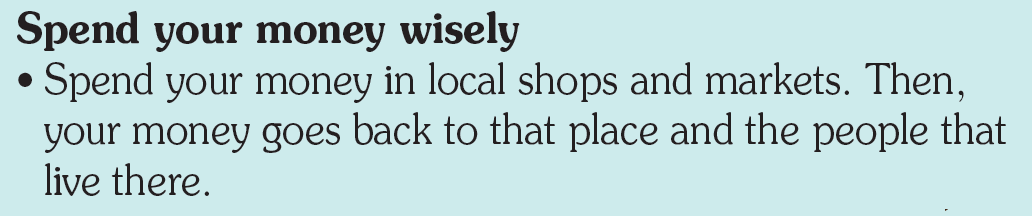 Spend your money wisely
• Spend your money in local shops and markets. Then,
your money goes back to that place and the people that
live there.